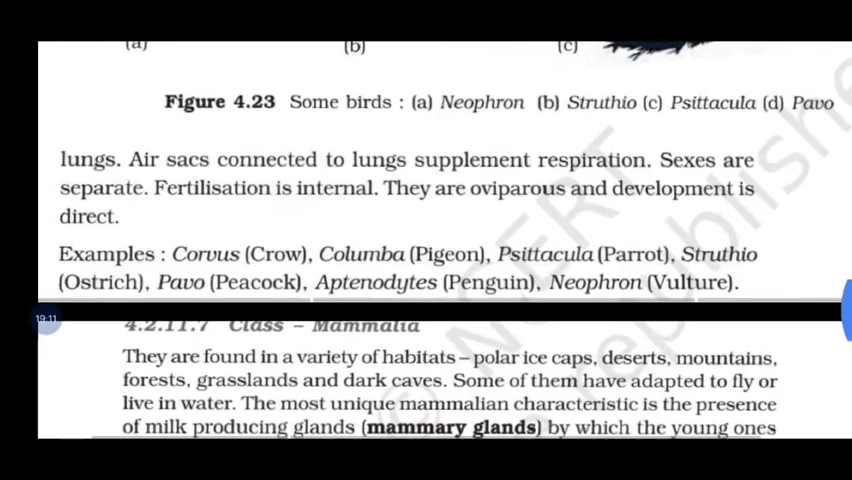 (a) (b) (c)
Figure 4.23 Some birds : (a) Neophron (b) Struthio (c) Psittacula (d) Pavo
lungs. Air sacs connected to lungs supplement respiration. Sexes are
separate. Fertilisation is internal. They are oviparous and development is
direct.
Examples : Corvus (Crow), Columba (Pigeon), Psittacula (Parrot), Struthio
(Ostrich), Pavo (Peacock), Aptenodytes (Penguin), Neophron (Vulture).
19:11
4.2.11.7 Class – Mammalia
They are found in a variety of habitats – polar ice caps, deserts, mountains,
forests, grasslands and dark caves. Some of them have adapted to fly or
live in water. The most unique mammalian characteristic is the presence
of milk producing glands (mammary glands) by which the young ones
© NCERT
republishe